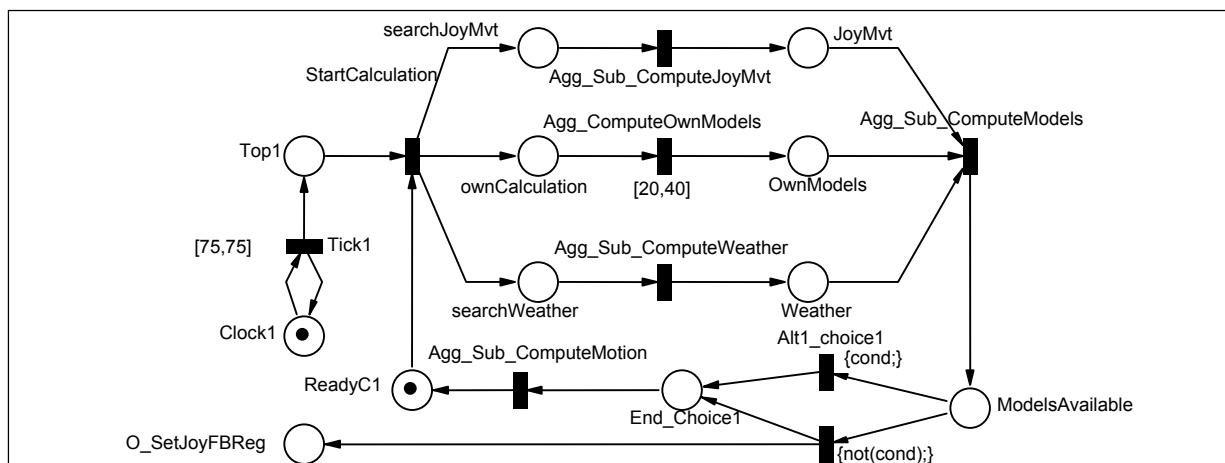 searchJoyMvt
JoyMvt
StartCalculation
Agg_Sub_ComputeJoyMvt
Agg_ComputeOwnModels
Agg_Sub_ComputeModels
Top1
ownCalculation
[20,40]
OwnModels
[75,75]
Tick1
Agg_Sub_ComputeWeather
searchWeather
Weather
Clock1
Alt1_choice1
Agg_Sub_ComputeMotion
{cond;}
ReadyC1
ModelsAvailable
End_Choice1
O_SetJoyFBReg
{not(cond);}